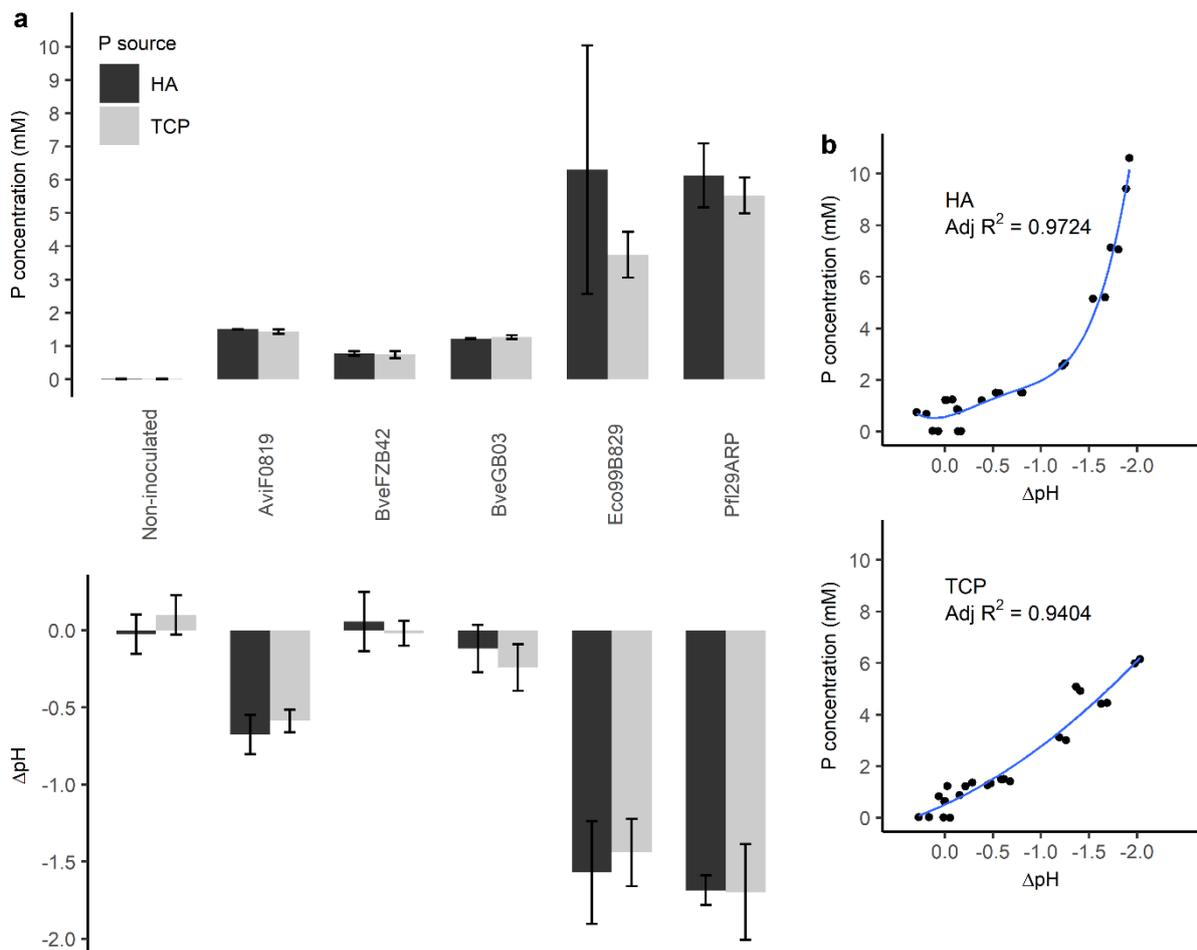 a
P source
HA
TCP
P concentration (mM)
10
9
8
7
6
5
4
3
2
1
0
Non-inoculated
AviF0819
BveFZB42
BveGB03
Eco99B829
Pfl29ARP
ΔpH
0.0
-0.5
-1.0
-1.5
-2.0
b
P concentration (mM)
10
8
6
4
2
0
HA
Adj R² = 0.9724
0.0 -0.5 -1.0 -1.5 -2.0
ΔpH
P concentration (mM)
10
8
6
4
2
0
TCP
Adj R² = 0.9404
0.0 -0.5 -1.0 -1.5 -2.0
ΔpH